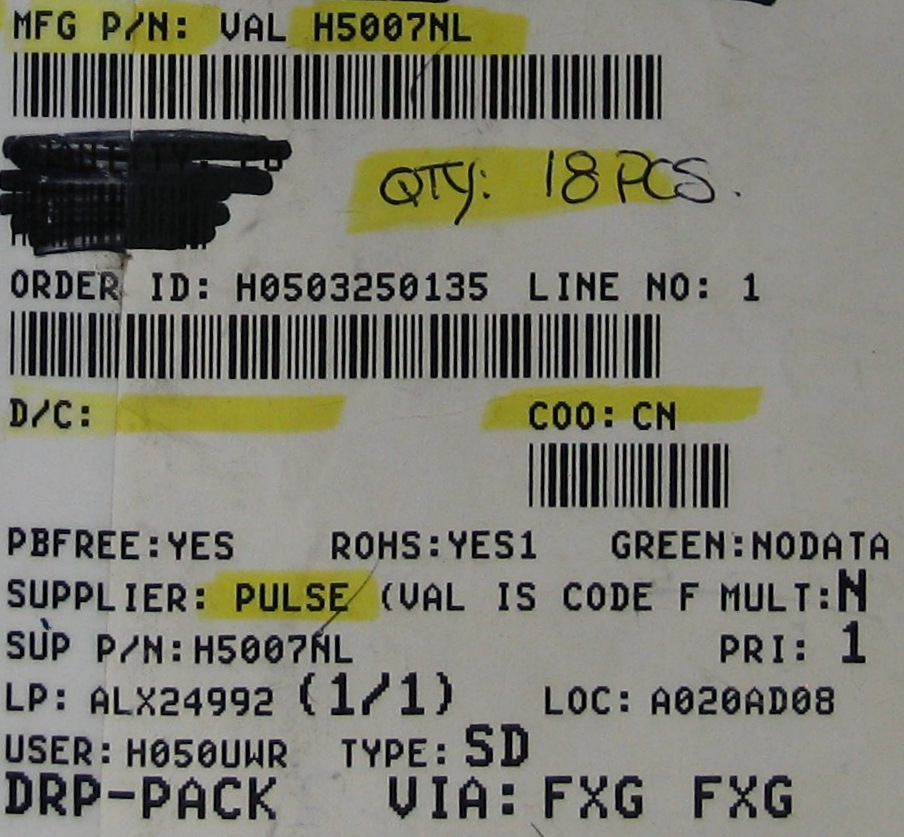 MFG P/N: VAL H5007NL
QTY: 18 PCS.
ORDER ID: H0503250135 LINE NO: 1
D/C: COO: CN
PBFREE:YES ROHS:YES1 GREEN:NODATA
SUPPLIER: PULSE (VAL IS CODE F MULT:N
SUP P/N:H5007NL PRI: 1
LP: ALX24992 (1/1) LOC: A020AD08
USER: H050UWR TYPE: SD
DRP-PACK VIA: FXG FXG